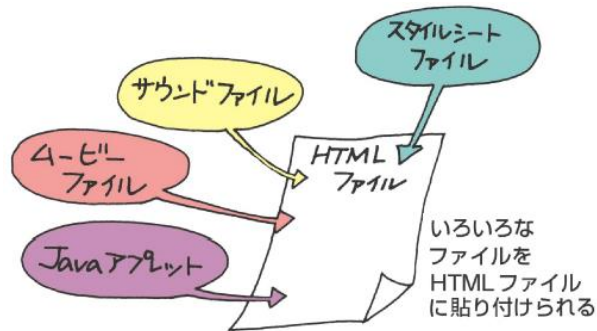 スタイルシート
ファイル
サウンドファイル
ムービー
ファイル
Javaアプレット
HTML
ファイル
いろいろな
ファイルを
HTMLファイル
に貼り付けられる